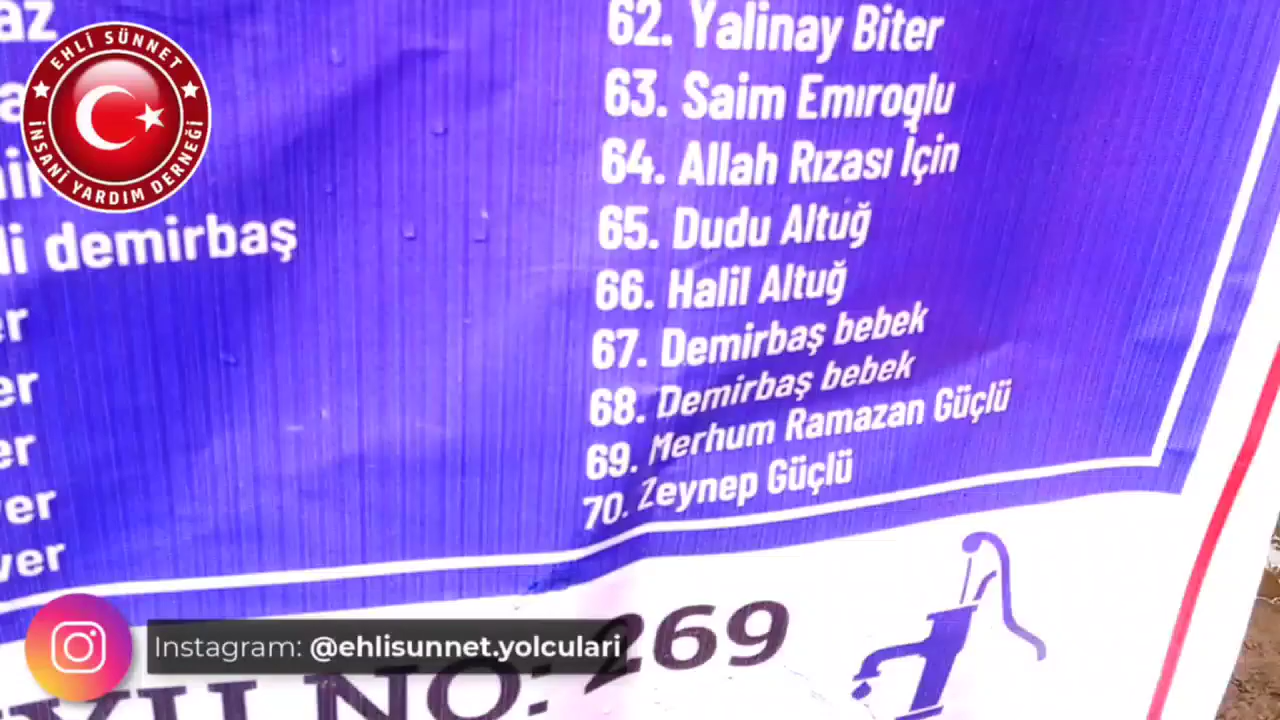 EHLİ SÜNNET
İNSANİ YARDIM DERNEĞİ
demirbaş
62. Yalinay Biter
63. Saim Emıroglu
64. Allah Rızası İçin
65. Dudu Altuğ
66. Halil Altuğ
67. Demirbaş bebek
68. Demirbaş bebek
69. Merhum Ramazan Güçlü
70. Zeynep Güçlü
NO: 269
Instagram: @ehlisunnet.yolculari